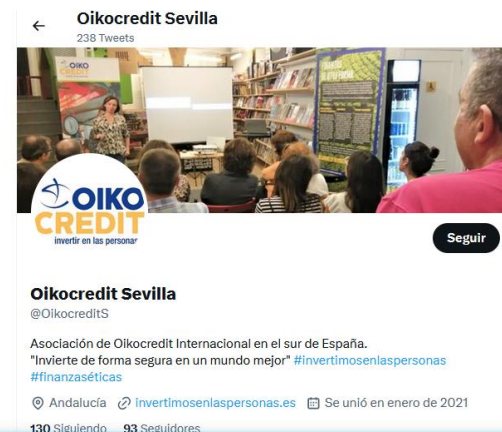 Oikocredit Sevilla
238 Tweets
OIKO
CREDIT
OIKO
CREDIT
invertir en las personas
Seguir
Oikocredit Sevilla
@OikocreditS
Asociación de Oikocredit Internacional en el sur de España.
"Invierte de forma segura en un mundo mejor" #invertimosenlaspersonas
#finanzaséticas
Andalucía invertimosenlaspersonas.es Se unió en enero de 2021
130 Siguiendo 93 Seguidores